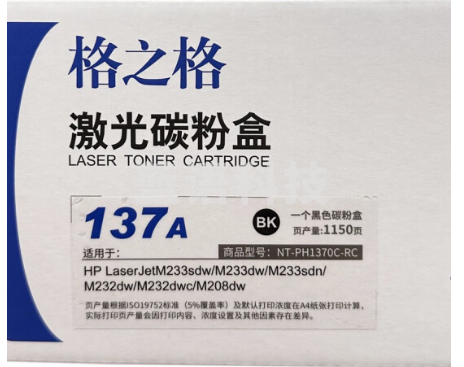 格之格
激光碳粉盒
LASER TONER CARTRIDGE
137A
BK
一个黑色碳粉盒
页产量:1150页
适用于：
商品型号：NT-PH1370C-RC
HP LaserJetM233sdw/M233dw/M233sdn/
M232dw/M232dwc/M208dw
页产量根据ISO19752标准（5%覆盖率）及默认打印浓度在A4纸张打印计算，
实际打印页产量会因打印内容、浓度设置及其他因素存在差异。